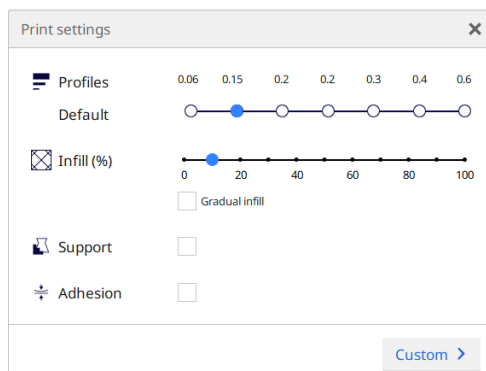 Print settings
Profiles 0.06 0.15 0.2 0.2 0.3 0.4 0.6
Default
Infill (%)
0 20 40 60 80 100
Gradual infill
Support
Adhesion
Custom